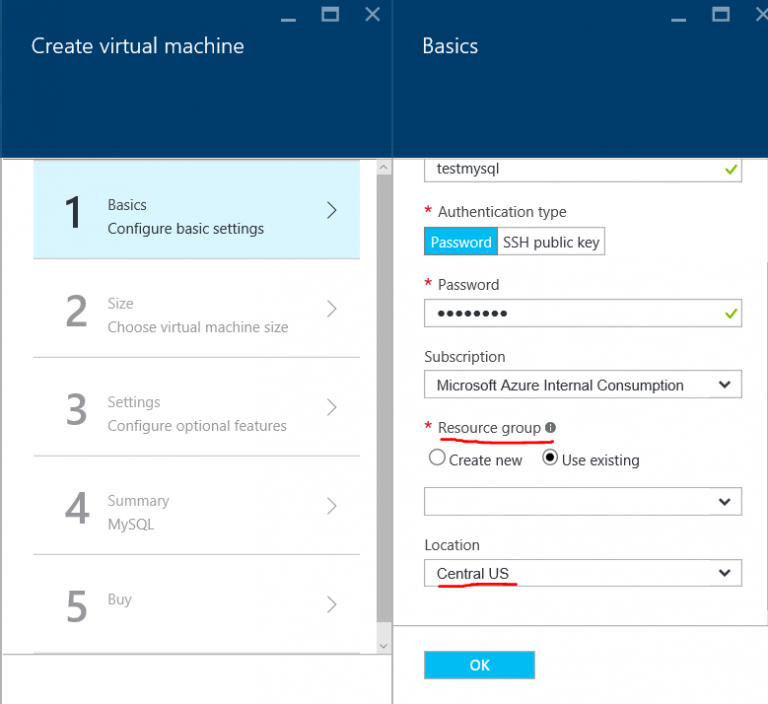 Create virtual machine
1
Basics
Configure basic settings
2
Size
Choose virtual machine size
3
Settings
Configure optional features
4
Summary
MySQL
5
Buy
Basics
testmysql
* Authentication type
Password SSH public key
* Password
••••••••
Subscription
Microsoft Azure Internal Consumption
* Resource group
Create new Use existing
Location
Central US
OK